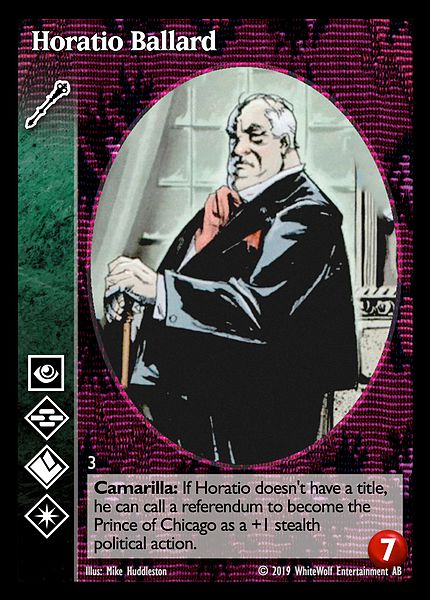 Horatio Ballard
3
Camarilla: If Horatio doesn't have a title,
he can call a referendum to become the
Prince of Chicago as a +1 stealth
political action.
7
Illus: Mike Huddleston © 2019 WhiteWolf Entertainment AB